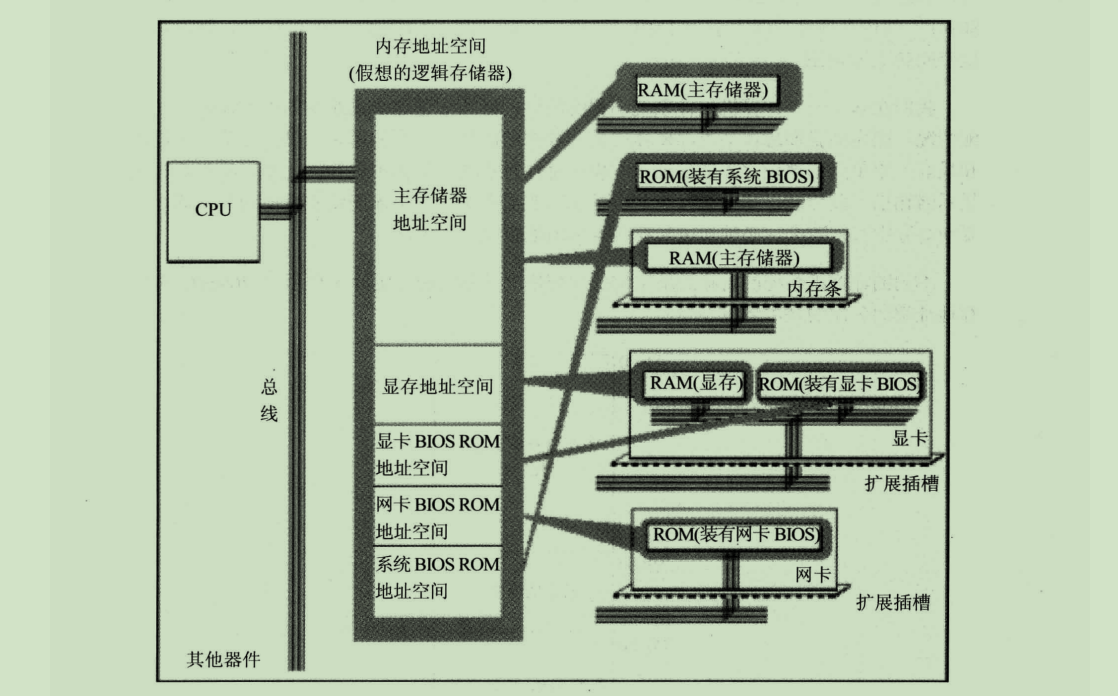 内存地址空间
(假想的逻辑存储器)
RAM(主存储器)
ROM(装有系统 BIOS)
CPU
主存储器
地址空间
RAM(主存储器)
内存条
总
线
显存地址空间
RAM(显存)
ROM(装有显卡 BIOS)
显卡
扩展插槽
显卡 BIOS ROM
地址空间
网卡 BIOS ROM
地址空间
ROM(装有网卡 BIOS)
网卡
扩展插槽
系统 BIOS ROM
地址空间
其他器件